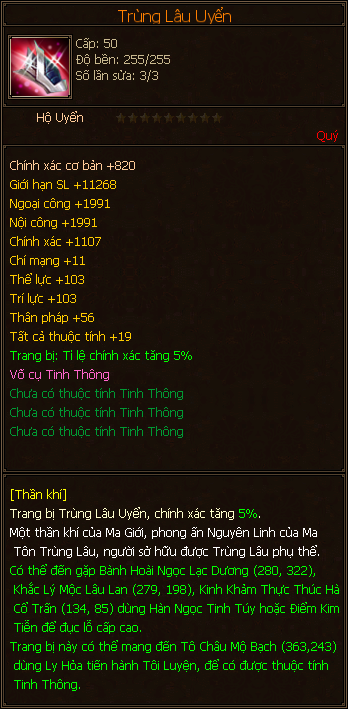 Trùng Lâu Uyển
Cấp: 50
Độ bền: 255/255
Số lần sửa: 3/3
Hộ Uyển
Quý
Chính xác cơ bản +820
Giới hạn SL +11268
Ngoại công +1991
Nội công +1991
Chính xác +1107
Chí mạng +11
Thể lực +103
Trí lực +103
Thân pháp +56
Tất cả thuộc tính +19
Trang bị: Tỉ lệ chính xác tăng 5%
Võ cụ Tinh Thông
Chưa có thuộc tính Tinh Thông
Chưa có thuộc tính Tinh Thông
Chưa có thuộc tính Tinh Thông
[Thần khí]
Trang bị Trùng Lâu Uyển, chính xác tăng 5%.
Một thần khí của Ma Giới, phong ấn Nguyên Linh của Ma
Tôn Trùng Lâu, người sở hữu được Trùng Lâu phụ thể.
Có thể đến gặp Bành Hoài Ngọc Lạc Dương (280, 322),
Khắc Lý Mộc Lâu Lan (279, 198), Kinh Khảm Thực Thúc Hà
Cổ Trấn (134, 85) dùng Hàn Ngọc Tinh Túy hoặc Điểm Kim
Tiễn để đục lỗ cấp cao.
Trang bị này có thể mang đến Tô Châu Mộ Bạch (363,243)
dùng Ly Hỏa tiến hành Tôi Luyện, để có được thuộc tính
Tinh Thông.